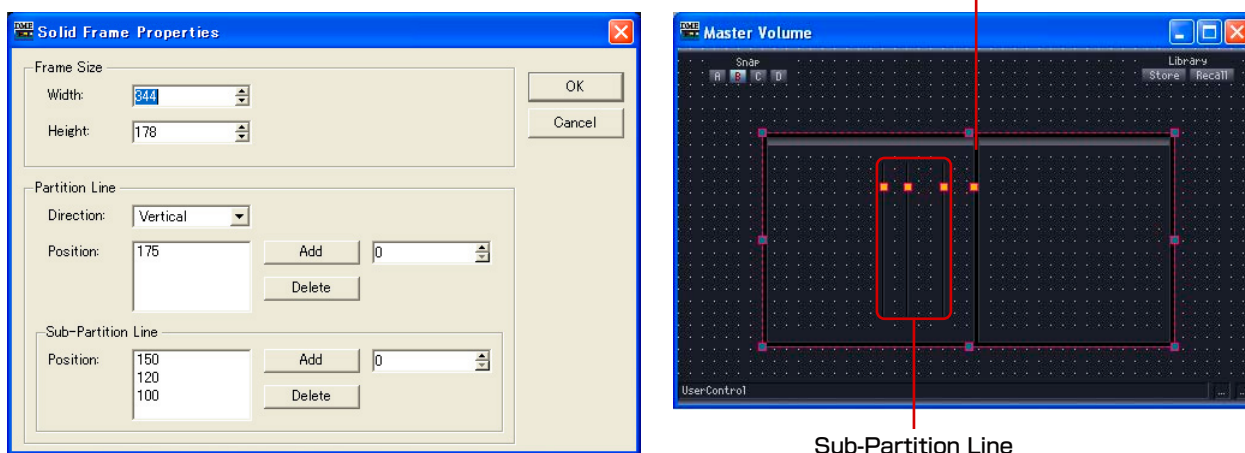 DME
Solid Frame Properties
Frame Size
Width: 344
Height: 178
OK
Cancel
Partition Line
Direction: Vertical
Position: 175
Add 0
Delete
Sub-Partition Line
Position: 150
120
100
Add 0
Delete
DME
Master Volume
Snap
A B C D
Library
Store Recall
UserControl
... ...
Sub-Partition Line